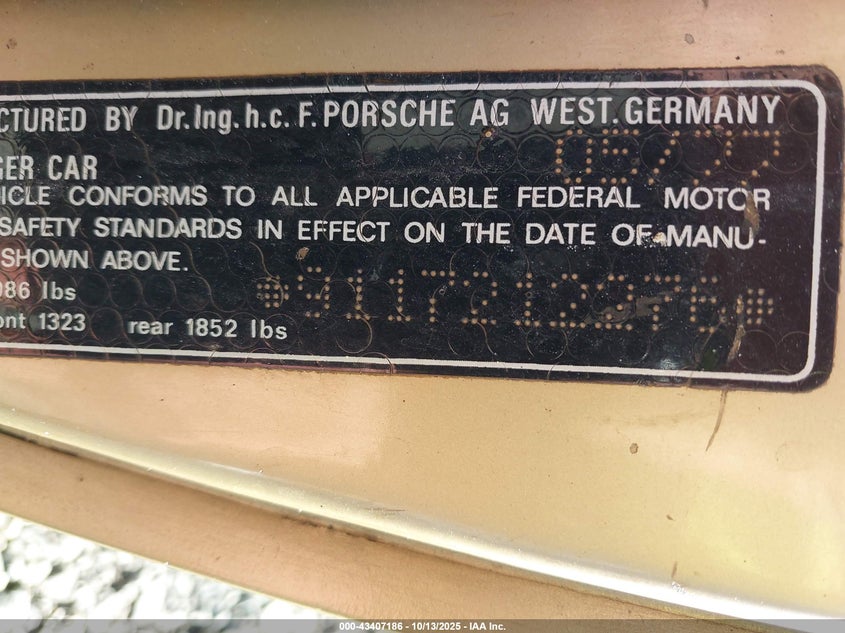 CTURED BY Dr.Ing.h.c. F. PORSCHE AG WEST.GERMANY
GER CAR 05/77
ICLE CONFORMS TO ALL APPLICABLE FEDERAL MOTOR
SAFETY STANDARDS IN EFFECT ON THE DATE OF MANU-
SHOWN ABOVE.
086 lbs
ont 1323 rear 1852 lbs
000-43407186 - 10/13/2025 - IAA Inc.